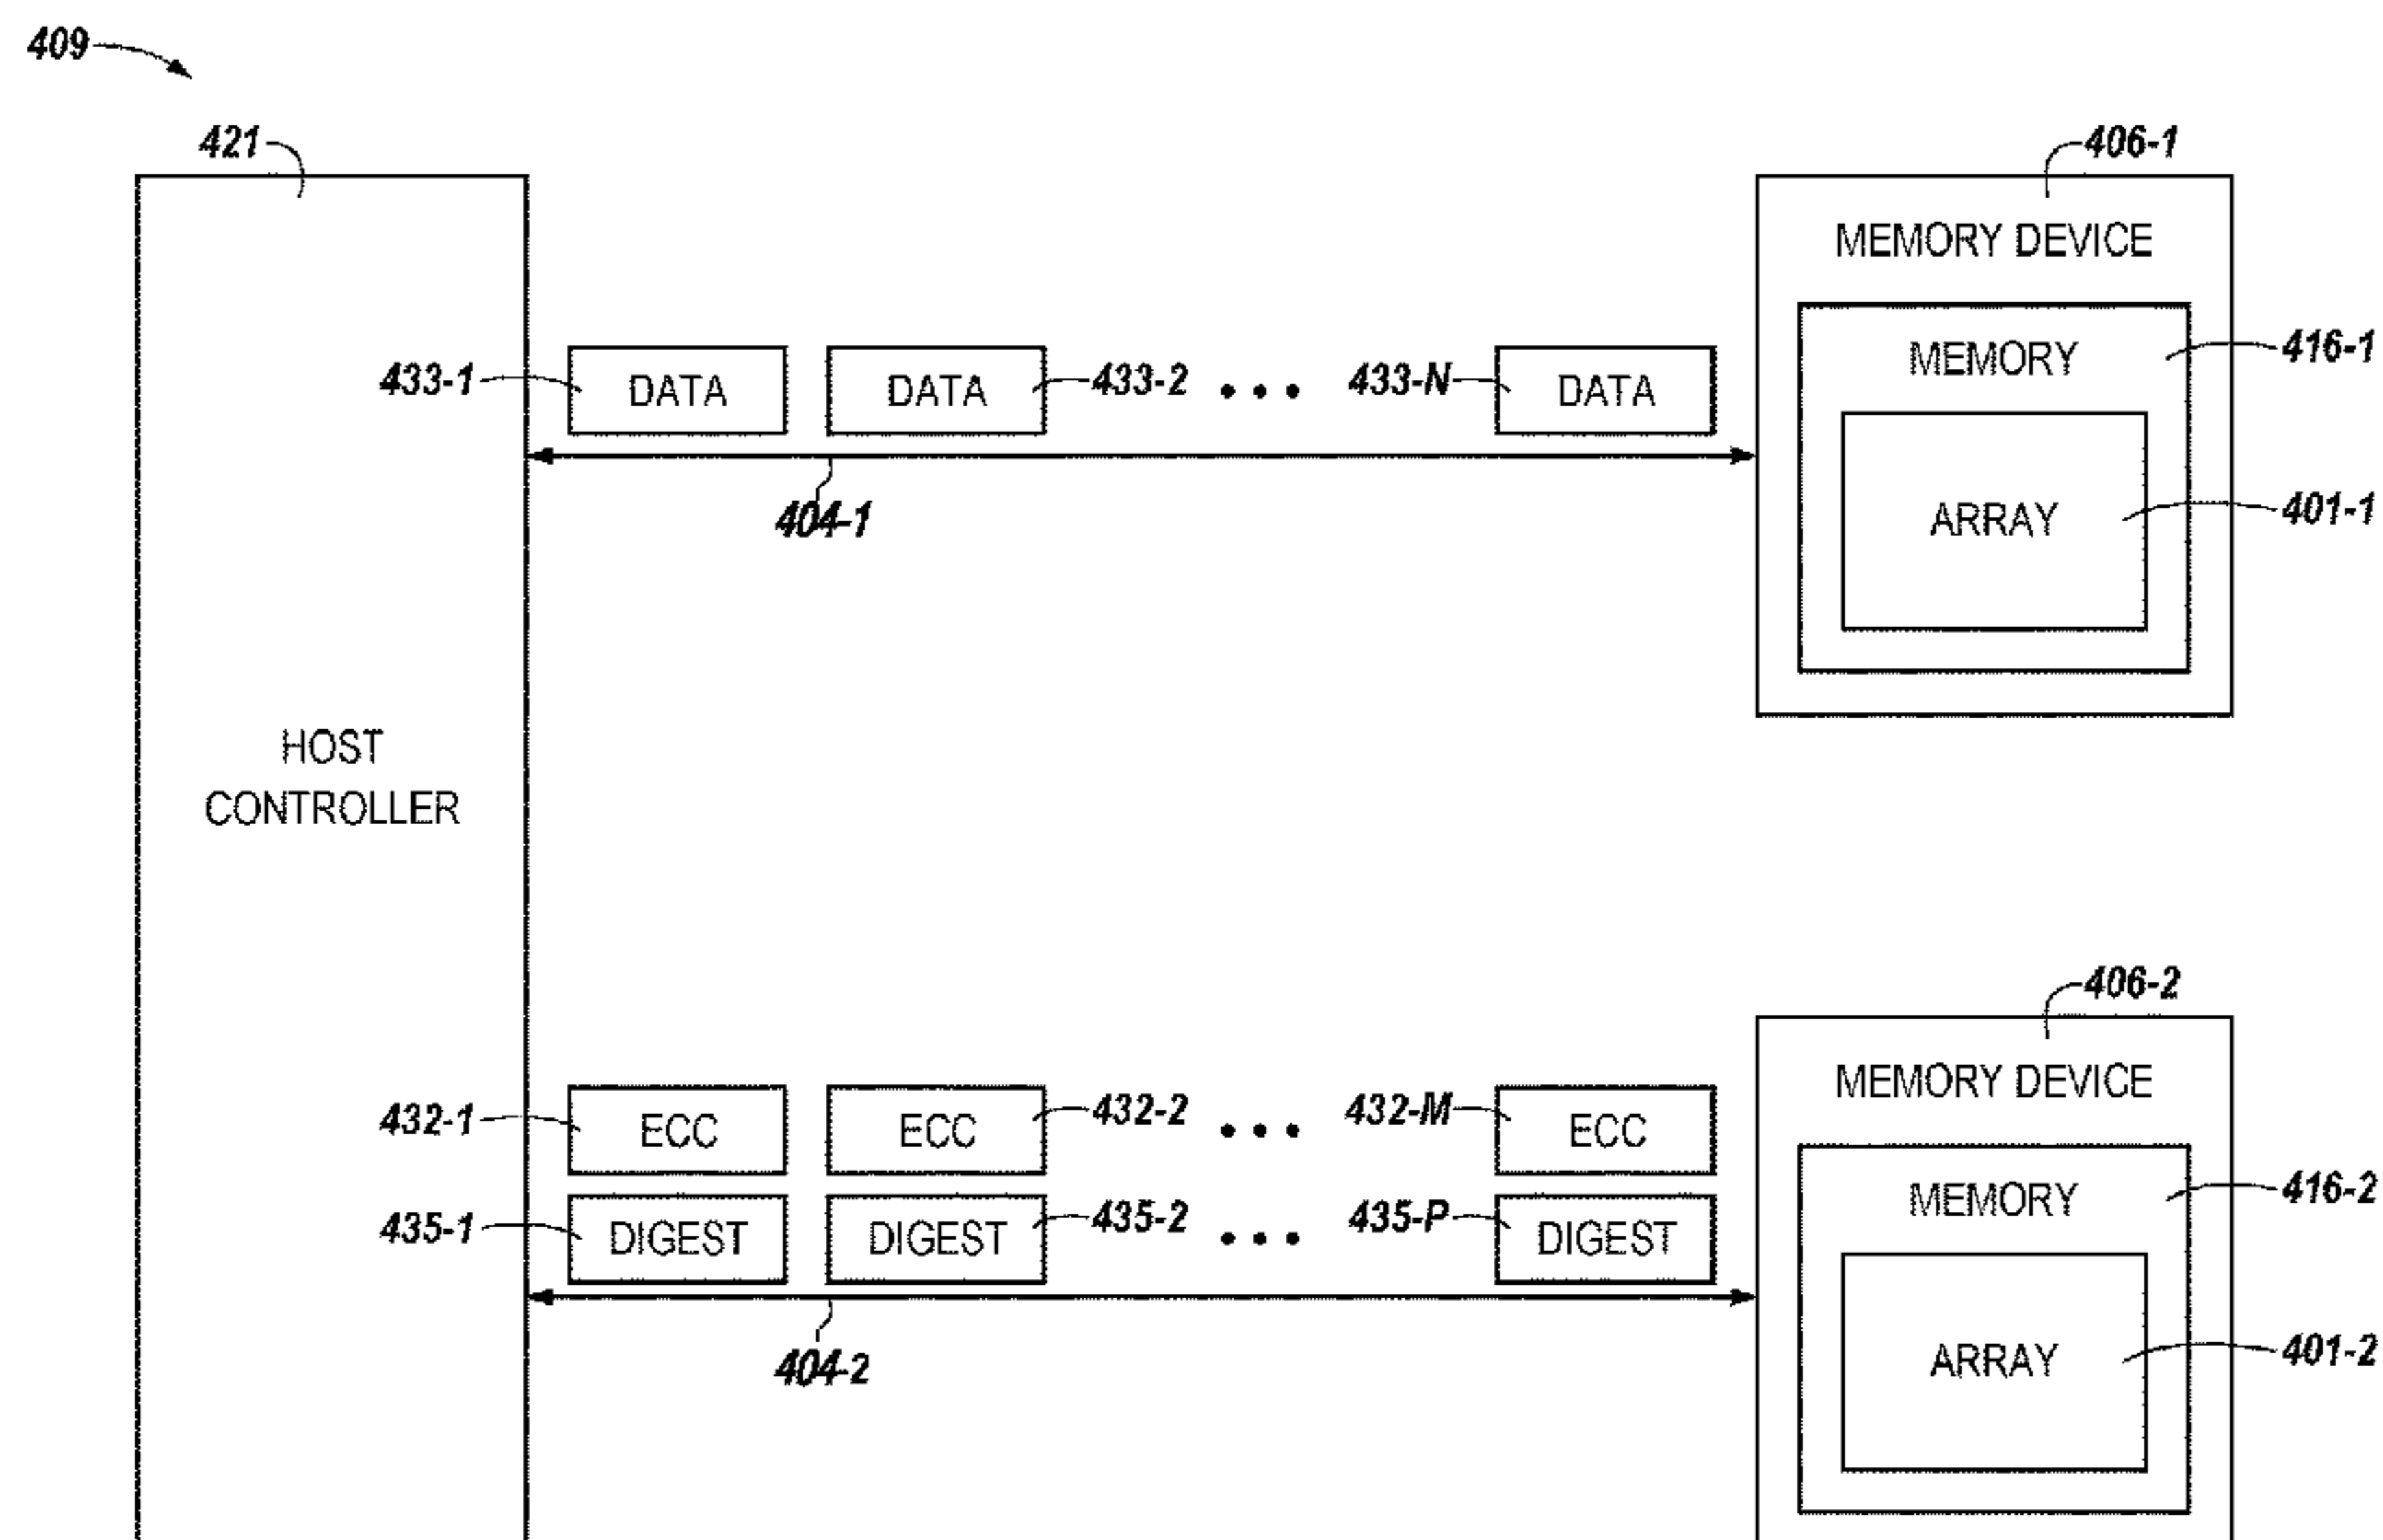 409
421
406-1
MEMORY DEVICE
MEMORY
416-1
433-1
DATA
DATA
433-2
• • •
433-N
DATA
404-1
ARRAY
401-1
HOST
CONTROLLER
406-2
MEMORY DEVICE
432-1
ECC
ECC
432-2
• • •
432-M
ECC
MEMORY
416-2
435-1
DIGEST
DIGEST
435-2
• • •
435-P
DIGEST
404-2
ARRAY
401-2